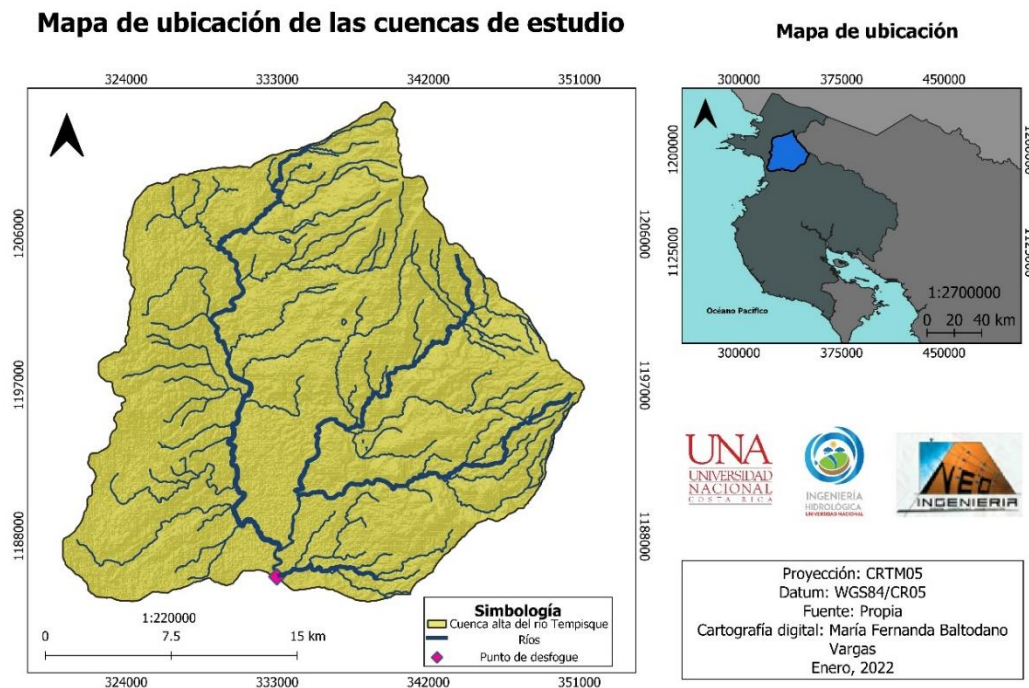 Mapa de ubicación de las cuencas de estudio
324000 333000 342000 351000
1206000
1197000
1188000
1206000
1197000
1188000
1:220000
0 7.5 15 km
Simbología
Cuenca alta del río Tempisque
Ríos
Punto de desfogue
324000 333000 342000 351000
Mapa de ubicación
300000 375000 450000
1200000
1125000
Océano Pacífico
1:2700000
0 20 40 km
300000 375000 450000
UNA
UNIVERSIDAD
NACIONAL
COSTA RICA
INGENIERÍA
HIDROLÓGICA
UNIVERSIDAD NACIONAL
NEO
INGENIERIA
Proyección: CRTM05
Datum: WGS84/CR05
Fuente: Propia
Cartografía digital: María Fernanda Baltodano
Vargas
Enero, 2022